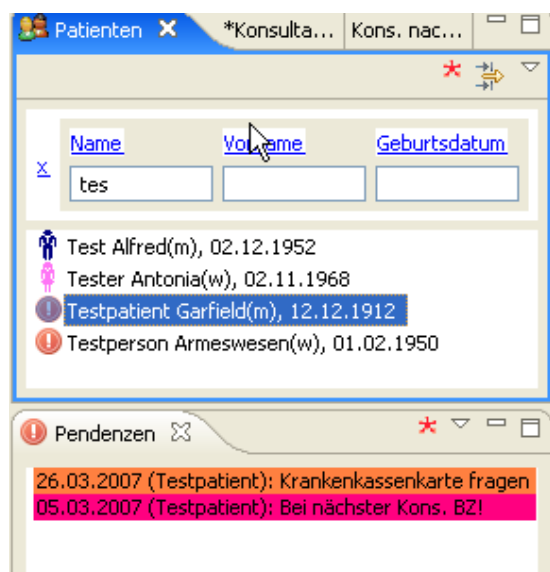 Patienten *Konsulta... Kons. nac...
Name Vorname Geburtsdatum
x
tes
Test Alfred(m), 02.12.1952
Tester Antonia(w), 02.11.1968
Testpatient Garfield(m), 12.12.1912
Testperson Armeswesen(w), 01.02.1950
Pendenzen
26.03.2007 (Testpatient): Krankenkassenkarte fragen
05.03.2007 (Testpatient): Bei nächster Kons. BZ!